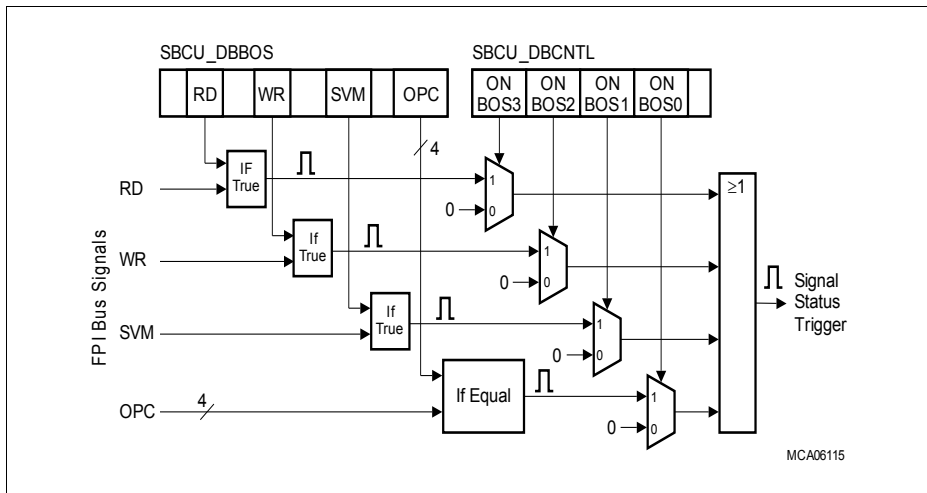 SBCU_DBBOS
SBCU_DBCNTL
RD
WR
SVM
OPC
ON
BOS3
ON
BOS2
ON
BOS1
ON
BOS0
4
FPI Bus Signals
RD
IF
True
1
0
0
≥1
WR
If
True
1
0
0
SVM
If
True
1
0
0
Signal
Status
Trigger
OPC
4
If Equal
1
0
0
MCA06115